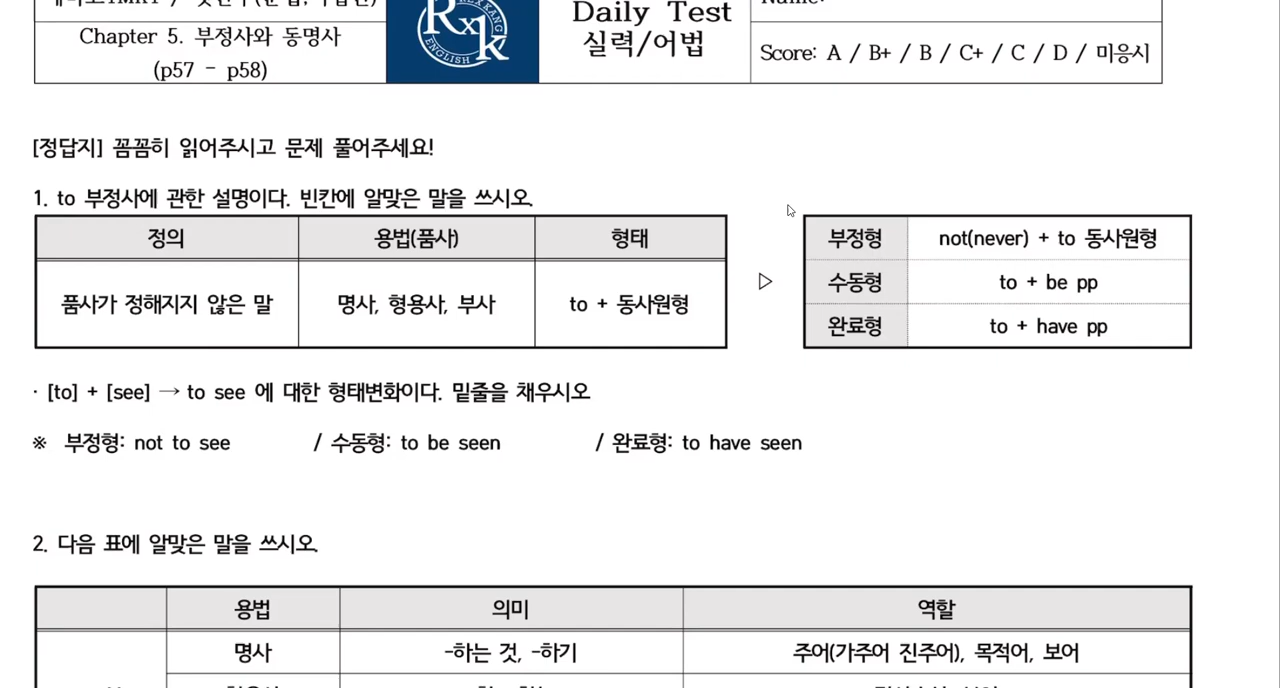 Daily Test
Name:
Chapter 5. 부정사와 동명사
(p57 - p58)
RxK
ENGLISH
실력/어법
Score: A / B+ / B / C+ / C / D / 미응시
[정답지] 꼼꼼히 읽어주시고 문제 풀어주세요!
1. to 부정사에 관한 설명이다. 빈칸에 알맞은 말을 쓰시오.
정의 용법(품사) 형태
품사가 정해지지 않은 말 명사, 형용사, 부사 to + 동사원형
▷
부정형 not(never) + to 동사원형
수동형 to + be pp
완료형 to + have pp
· [to] + [see] → to see 에 대한 형태변화이다. 밑줄을 채우시오
※ 부정형: not to see / 수동형: to be seen / 완료형: to have seen
2. 다음 표에 알맞은 말을 쓰시오.
용법 의미 역할
명사 -하는 것, -하기 주어(가주어 진주어), 목적어, 보어